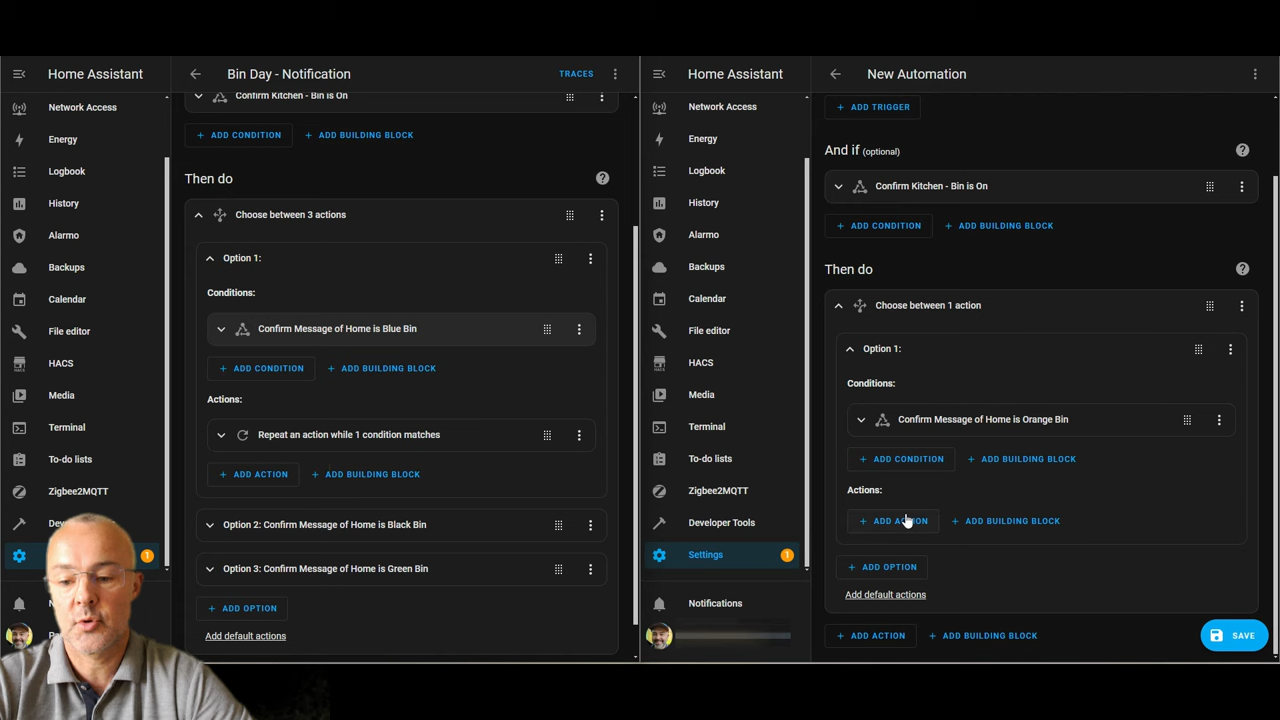 Home Assistant
Network Access
Energy
Logbook
History
Alarmo
Backups
Calendar
File editor
HACS
Media
Terminal
To-do lists
Zigbee2MQTT
1
Bin Day - Notification
TRACES
Confirm Kitchen - Bin is On
+ ADD CONDITION
+ ADD BUILDING BLOCK
Then do
Choose between 3 actions
Option 1:
Conditions:
Confirm Message of Home is Blue Bin
+ ADD CONDITION
+ ADD BUILDING BLOCK
Actions:
Repeat an action while 1 condition matches
+ ADD ACTION
+ ADD BUILDING BLOCK
Option 2: Confirm Message of Home is Black Bin
Option 3: Confirm Message of Home is Green Bin
+ ADD OPTION
Add default actions
Home Assistant
Network Access
Energy
Logbook
History
Alarmo
Backups
Calendar
File editor
HACS
Media
Terminal
To-do lists
Zigbee2MQTT
Developer Tools
Settings
1
Notifications
New Automation
+ ADD TRIGGER
And if (optional)
Confirm Kitchen - Bin is On
+ ADD CONDITION
+ ADD BUILDING BLOCK
Then do
Choose between 1 action
Option 1:
Conditions:
Confirm Message of Home is Orange Bin
+ ADD CONDITION
+ ADD BUILDING BLOCK
Actions:
+ ADD ACTION
+ ADD BUILDING BLOCK
+ ADD OPTION
Add default actions
+ ADD ACTION
+ ADD BUILDING BLOCK
SAVE